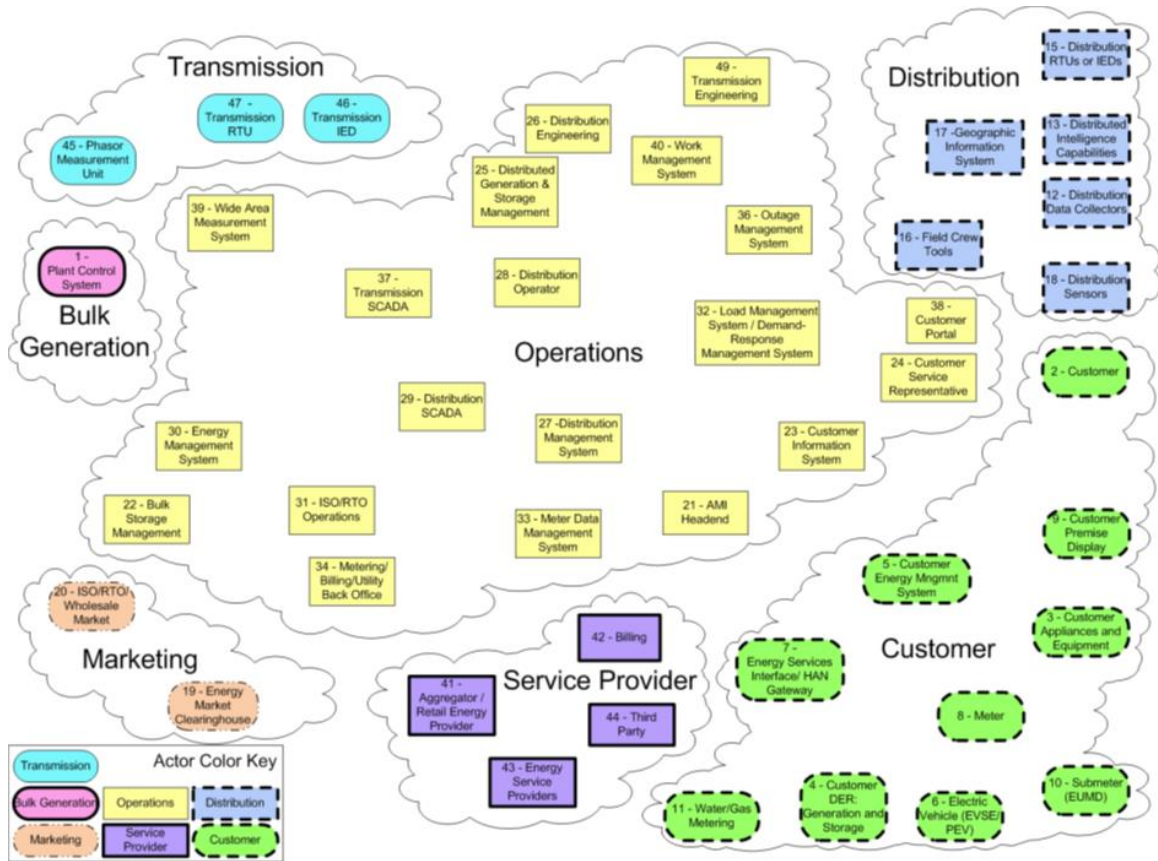 Transmission
47 -
Transmission
RTU
46 -
Transmission
IED
45 - Phasor
Measurement
Unit
1 -
Plant Control
System
Bulk
Generation
49 -
Transmission
Engineering
26 - Distribution
Engineering
40 - Work
Management
System
25 - Distributed
Generation &
Storage
Management
39 - Wide Area
Measurement
System
36 - Outage
Management
System
37 -
Transmission
SCADA
28 - Distribution
Operator
32 - Load Management
System / Demand-
Response
Management System
38 -
Customer
Portal
Operations
24 - Customer
Service
Representative
29 - Distribution
SCADA
27 -Distribution
Management
System
23 - Customer
Information
System
30 - Energy
Management
System
22 - Bulk
Storage
Management
31 - ISO/RTO
Operations
33 - Meter Data
Management
System
21 - AMI
Headend
34 - Metering/
Billing/Utility
Back Office
Distribution
15 - Distribution
RTUs or IEDs
17 -Geographic
Information
System
13 - Distributed
Intelligence
Capabilities
12 - Distribution
Data Collectors
16 - Field Crew
Tools
18 - Distribution
Sensors
2 - Customer
9 - Customer
Premise
Display
5 - Customer
Energy Mngmnt
System
3 - Customer
Appliances and
Equipment
Customer
7 -
Energy Services
Interface/ HAN
Gateway
8 - Meter
10 - Submeter
(EUMD)
4 - Customer
DER:
Generation and
Storage
6 - Electric
Vehicle (EVSE/
PEV)
11 - Water/Gas
Metering
20 - ISO/RTO/
Wholesale
Market
Marketing
19 - Energy
Market
Clearinghouse
42 - Billing
Service Provider
41 -
Aggregator /
Retail Energy
Provider
44 - Third
Party
43 - Energy
Service
Providers
Actor Color Key
Transmission
Bulk Generation
Operations
Distribution
Marketing
Service
Provider
Customer